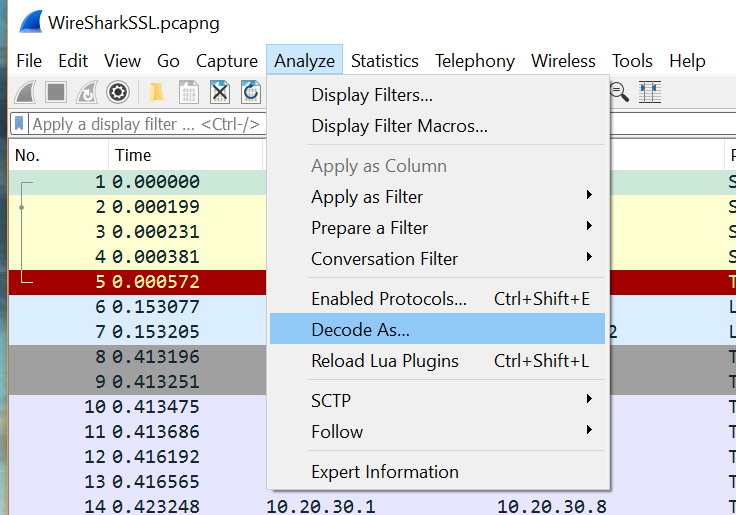 WireSharkSSL.pcapng
File Edit View Go Capture Analyze Statistics Telephony Wireless Tools Help
Apply a display filter ... <Ctrl-/>
No. Time
1 0.000000
2 0.000199
3 0.000231
4 0.000381
5 0.000572
6 0.153077
7 0.153205 2
8 0.413196
9 0.413251
10 0.413475
11 0.413686
12 0.416192
13 0.416565
14 0.423248 10.20.30.1 10.20.30.8
Display Filters...
Display Filter Macros...
Apply as Column
Apply as Filter
Prepare a Filter
Conversation Filter
Enabled Protocols... Ctrl+Shift+E
Decode As...
Reload Lua Plugins Ctrl+Shift+L
SCTP
Follow
Expert Information